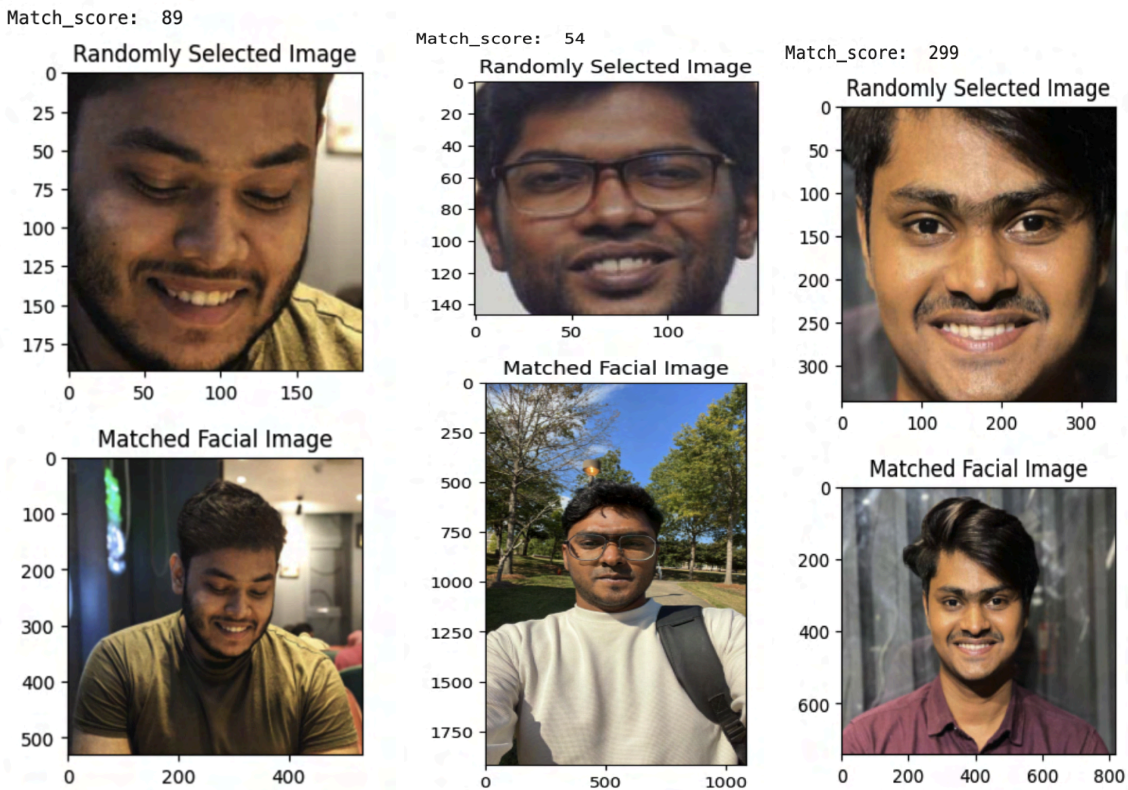 Match_score:  89
Randomly Selected Image
0
25
50
75
100
125
150
175
0 50 100 150
Matched Facial Image
0
100
200
300
400
500
0 200 400
Match_score:  54
Randomly Selected Image
0
20
40
60
80
100
120
140
0 50 100
Matched Facial Image
0
250
500
750
1000
1250
1500
1750
0 500 1000
Match_score:  299
Randomly Selected Image
0
50
100
150
200
250
300
0 100 200 300
Matched Facial Image
0
200
400
600
0 200 400 600 800